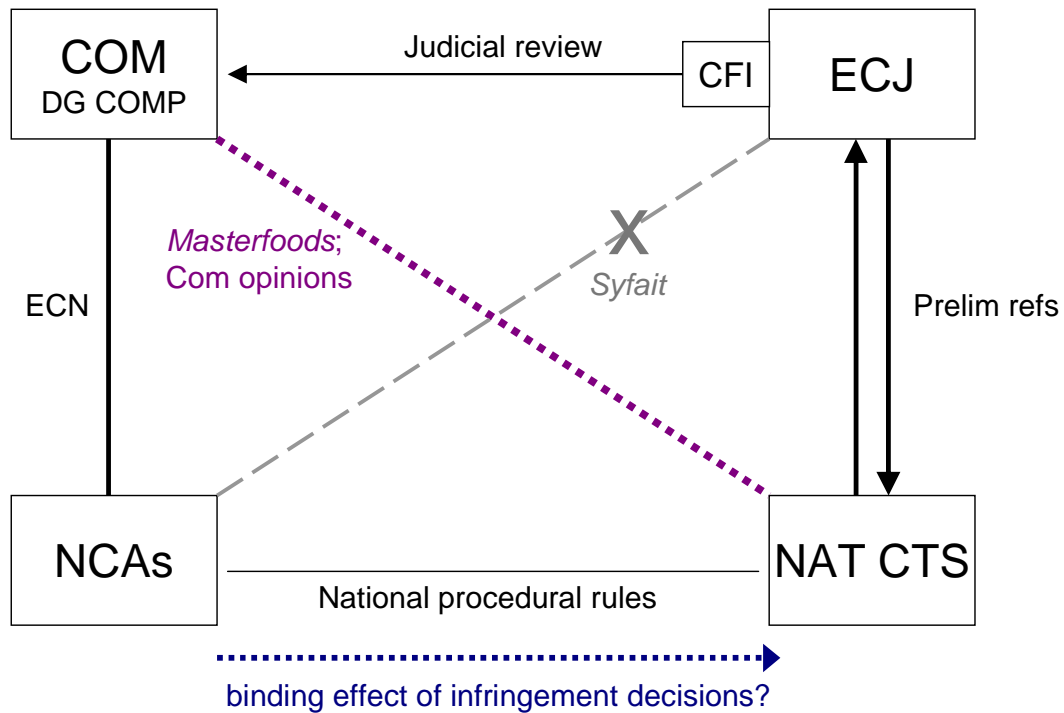 COM
DG COMP
Judicial review
CFI
ECJ
Masterfoods;
Com opinions
X
Syfait
ECN
Prelim refs
NCAs
NAT CTS
National procedural rules
binding effect of infringement decisions?